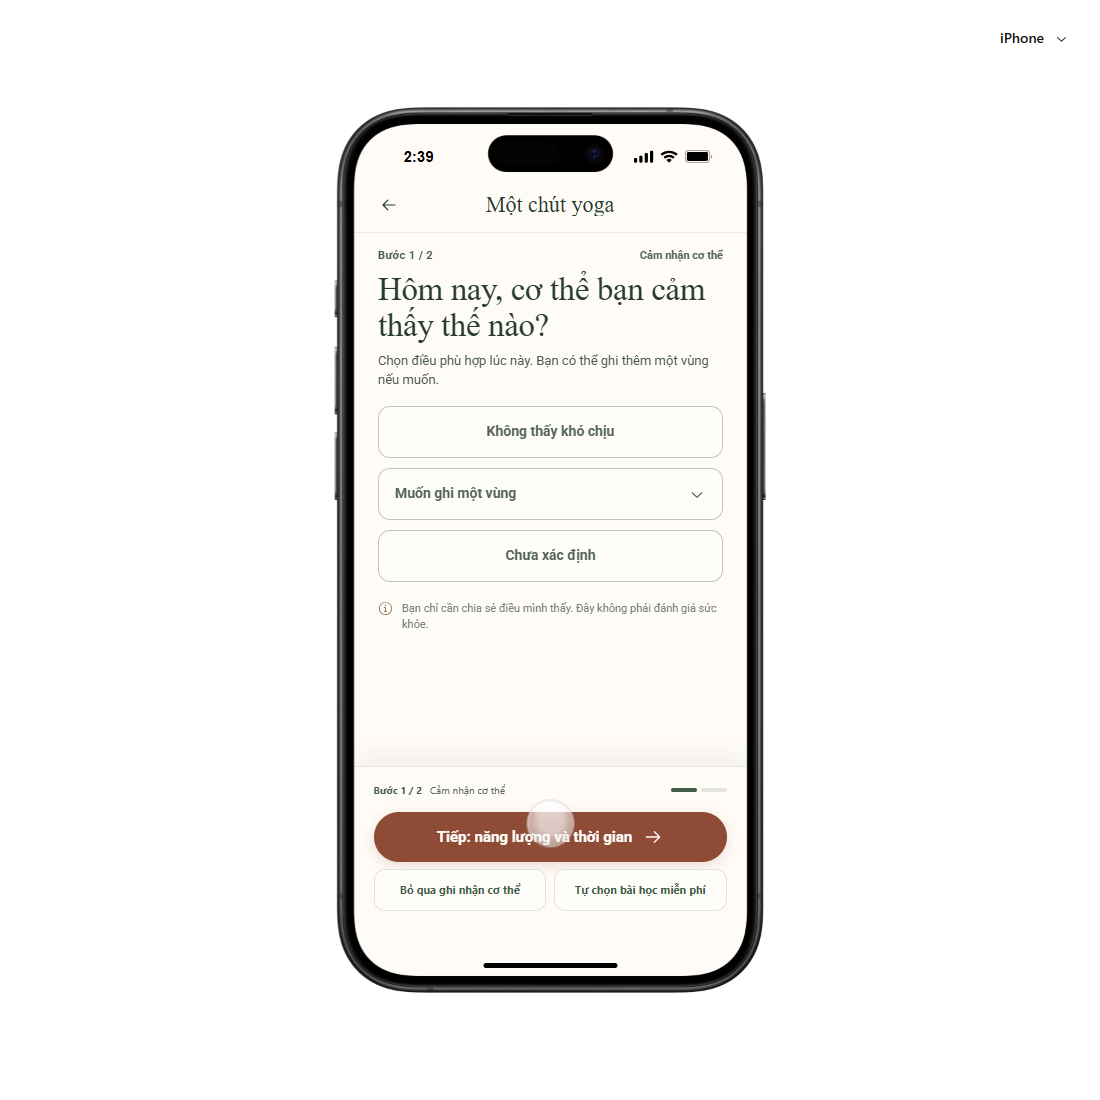 iPhone
2:39
Một chút yoga
Bước 1 / 2
Cảm nhận cơ thể
Hôm nay, cơ thể bạn cảm
thấy thế nào?
Chọn điều phù hợp lúc này. Bạn có thể ghi thêm một vùng
nếu muốn.
Không thấy khó chịu
Muốn ghi một vùng
Chưa xác định
Bạn chỉ cần chia sẻ điều mình thấy. Đây không phải đánh giá sức
khỏe.
Bước 1 / 2 Cảm nhận cơ thể
Tiếp: năng lượng và thời gian
Bỏ qua ghi nhận cơ thể
Tự chọn bài học miễn phí